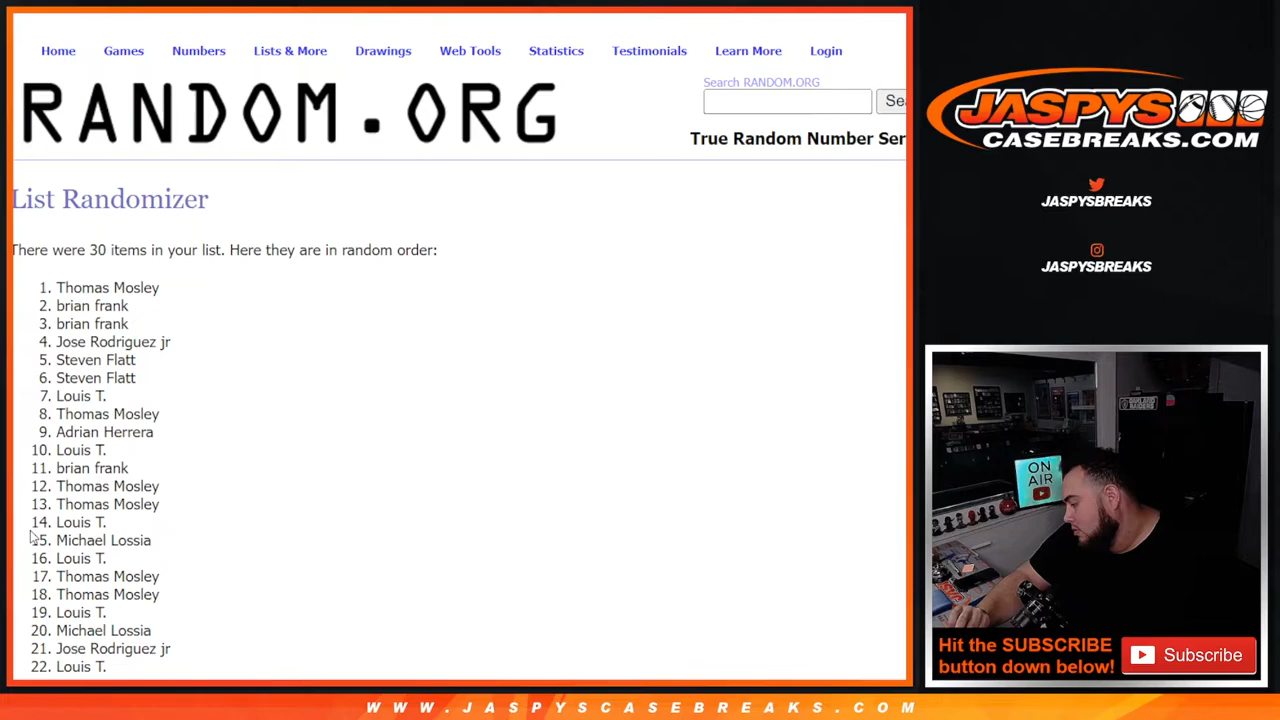 Home Games Numbers Lists & More Drawings Web Tools Statistics Testimonials Learn More Login
RANDOM.ORG
Search RANDOM.ORG
Sea
True Random Number Ser
List Randomizer
There were 30 items in your list. Here they are in random order:
1. Thomas Mosley
2. brian frank
3. brian frank
4. Jose Rodriguez jr
5. Steven Flatt
6. Steven Flatt
7. Louis T.
8. Thomas Mosley
9. Adrian Herrera
10. Louis T.
11. brian frank
12. Thomas Mosley
13. Thomas Mosley
14. Louis T.
15. Michael Lossia
16. Louis T.
17. Thomas Mosley
18. Thomas Mosley
19. Louis T.
20. Michael Lossia
21. Jose Rodriguez jr
22. Louis T.
JASPYS
CASEBREAKS.COM
JASPYSBREAKS
JASPYSBREAKS
OAKLAND
RAIDERS
ON
AIR
Hit the SUBSCRIBE
button down below!
Subscribe
WWW.JASPYSCASEBREAKS.COM